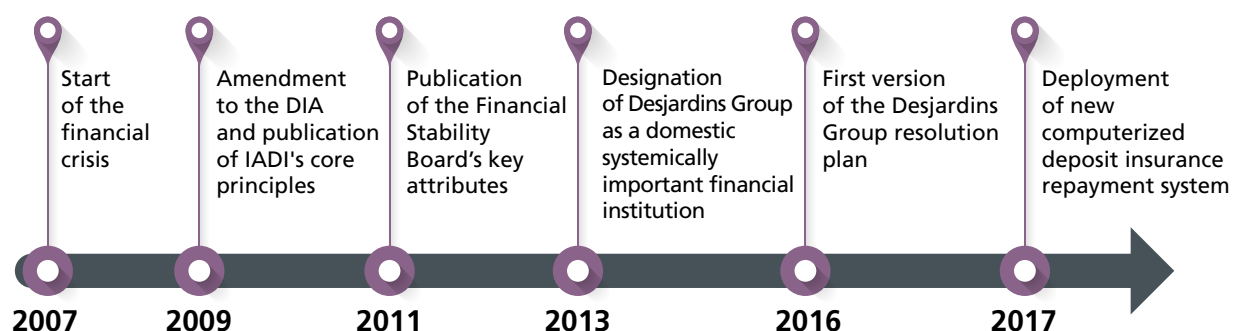 Start
of the
financial
crisis
Amendment
to the DIA
and publication
of IADI's core
principles
Publication
of the Financial
Stability
Board’s key
attributes
Designation
of Desjardins Group
as a domestic
systemically
important financial
institution
First version
of the Desjardins
Group resolution
plan
Deployment
of new
computerized
deposit insurance
repayment system
2007
2009
2011
2013
2016
2017